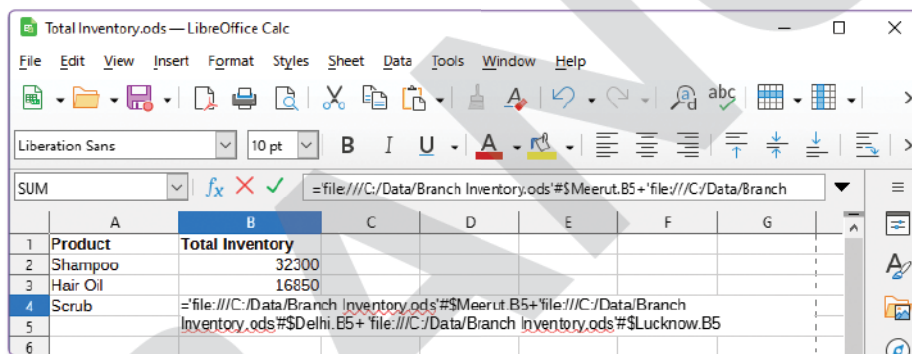 Total Inventory.ods — LibreOffice Calc
File Edit View Insert Format Styles Sheet Data Tools Window Help
Liberation Sans 10 pt B I U A
SUM fx ='file:///C:/Data/Branch Inventory.ods'#$Meerut.B5+'file:///C:/Data/Branch
A B C D E F G
1 Product Total Inventory
2 Shampoo 32300
3 Hair Oil 16850
4 Scrub ='file:///C:/Data/Branch Inventory.ods'#$Meerut.B5+'file:///C:/Data/Branch
5 Inventory.ods'#$Delhi.B5+ 'file:///C:/Data/Branch Inventory.ods'#$Lucknow.B5
6